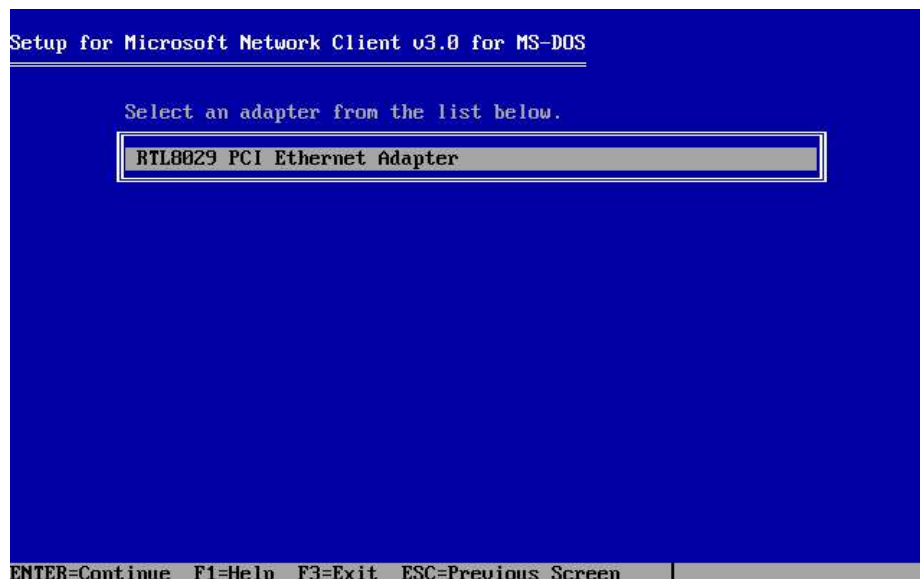 Setup for Microsoft Network Client v3.0 for MS-DOS
Select an adapter from the list below.
RTL8029 PCI Ethernet Adapter
ENTER=Continue F1=Help F3=Exit ESC=Previous Screen